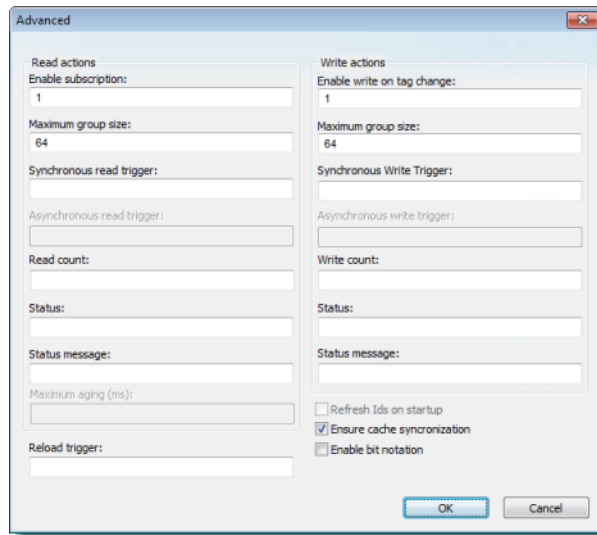 Advanced
Read actions
Enable subscription:
1
Maximum group size:
64
Synchronous read trigger:
Asynchronous read trigger:
Read count:
Status:
Status message:
Maximum aging (ms):
Reload trigger:
Write actions
Enable write on tag change:
1
Maximum group size:
64
Synchronous Write Trigger:
Asynchronous write trigger:
Write count:
Status:
Status message:
Refresh Ids on startup
Ensure cache syncronization
Enable bit notation
OK
Cancel